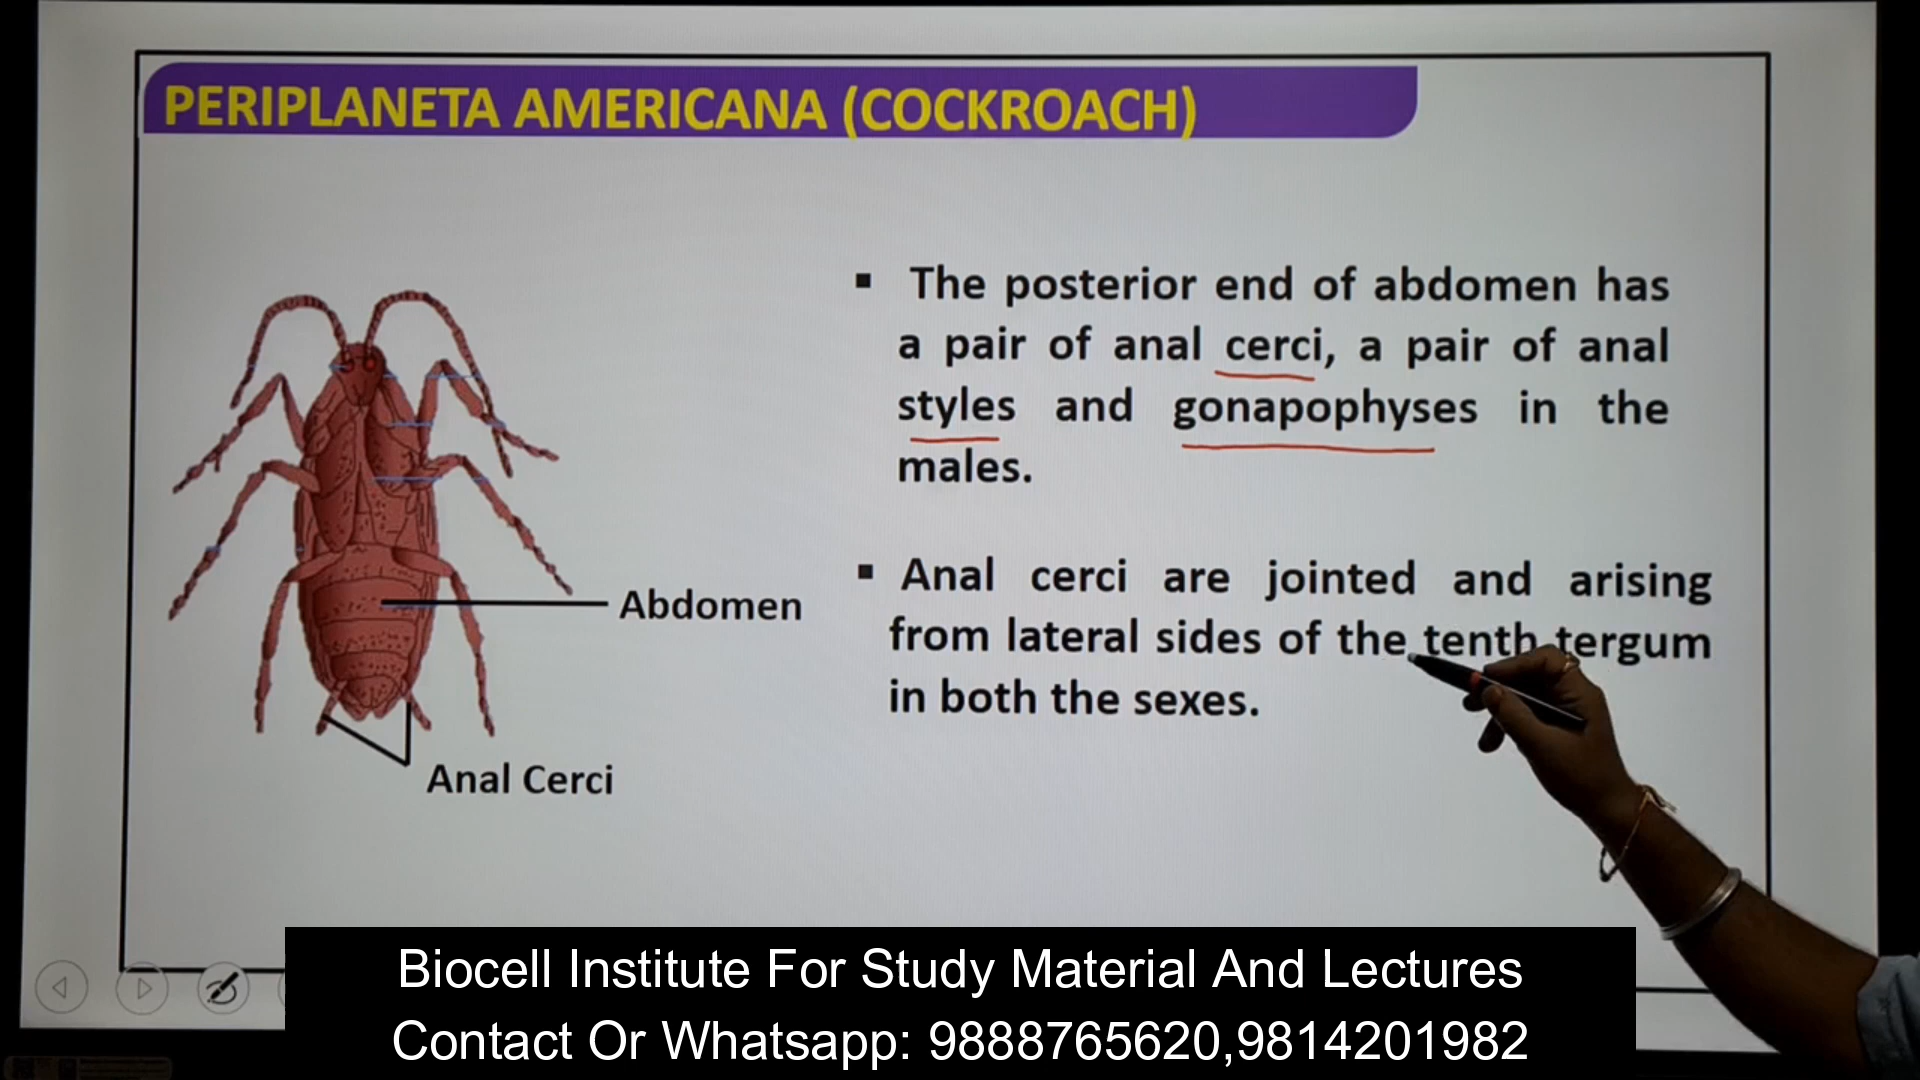 PERIPLANETA AMERICANA (COCKROACH)
▪ The posterior end of abdomen has
a pair of anal cerci, a pair of anal
styles and gonapophyses in the
males.
▪ Anal cerci are jointed and arising
from lateral sides of the tenth tergum
in both the sexes.
Abdomen
Anal Cerci
Biocell Institute For Study Material And Lectures
Contact Or Whatsapp: 9888765620,9814201982